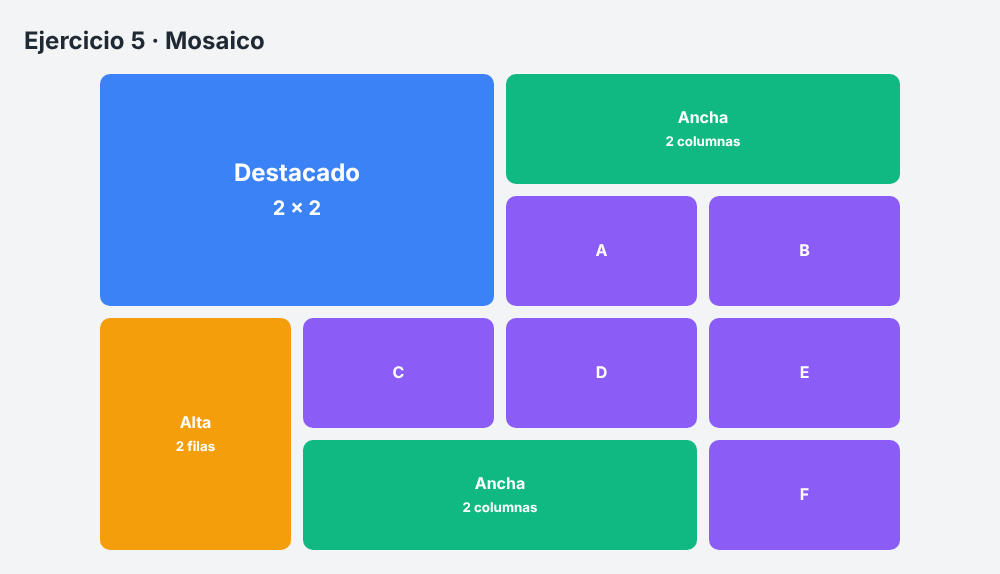 Ejercicio 5 · Mosaico
Destacado
2 × 2
Ancha
2 columnas
A
B
Alta
2 filas
C
D
E
Ancha
2 columnas
F